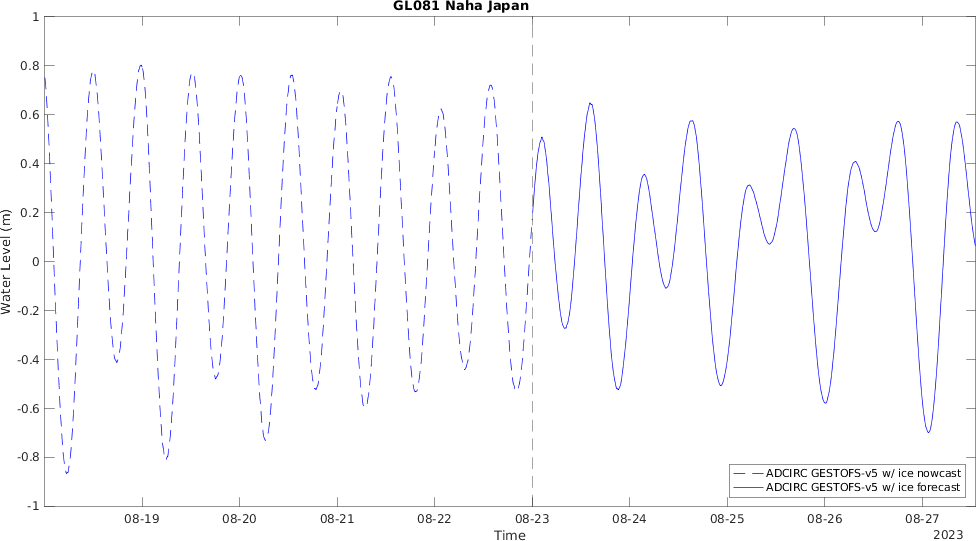 GL081 Naha Japan
Water Level (m)
1
0.8
0.6
0.4
0.2
0
-0.2
-0.4
-0.6
-0.8
-1
ADCIRC GESTOFS-v5 w/ ice nowcast
ADCIRC GESTOFS-v5 w/ ice forecast
08-19 08-20 08-21 08-22 08-23 08-24 08-25 08-26 08-27
Time
2023